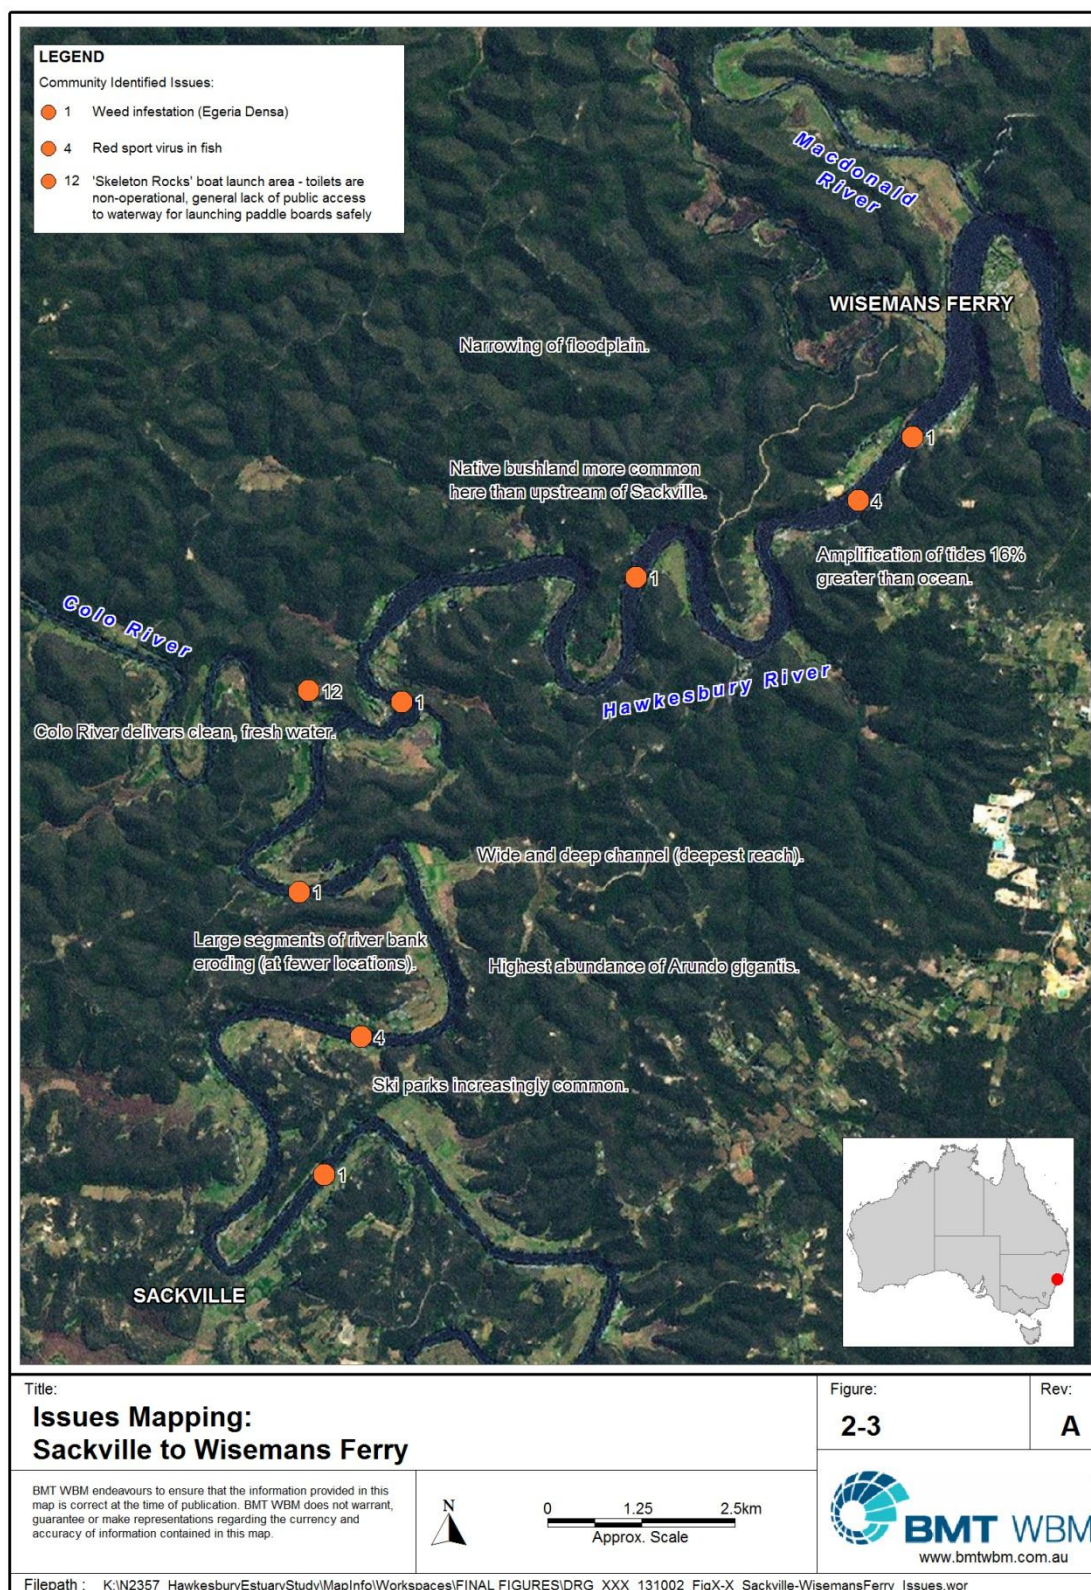 LEGEND
Community Identified Issues:
1 Weed infestation (Egeria Densa)
4 Red sport virus in fish
12 'Skeleton Rocks' boat launch area - toilets are
non-operational, general lack of public access
to waterway for launching paddle boards safely
Macdonald
River
WISEMANS FERRY
Narrowing of floodplain.
1
Native bushland more common
here than upstream of Sackville.
4
Amplification of tides 16%
greater than ocean.
1
Colo River
Hawkesbury River
12
1
Colo River delivers clean, fresh water.
Wide and deep channel (deepest reach).
1
Large segments of river bank
eroding (at fewer locations).
Highest abundance of Arundo gigantis.
4
Ski parks increasingly common.
1
SACKVILLE
Title:
Issues Mapping:
Sackville to Wisemans Ferry
Figure:
2-3
Rev:
A
BMT WBM endeavours to ensure that the information provided in this
map is correct at the time of publication. BMT WBM does not warrant,
guarantee or make representations regarding the currency and
accuracy of information contained in this map.
N
0 1.25 2.5km
Approx. Scale
BMT WBM
www.bmtwbm.com.au
Filepath : K:\N2357_HawkesburyEstuaryStudy\MapInfo\Workspaces\FINAL FIGURES\DRG_XXX_131002_FigX-X_Sackville-WisemansFerry_Issues.wor